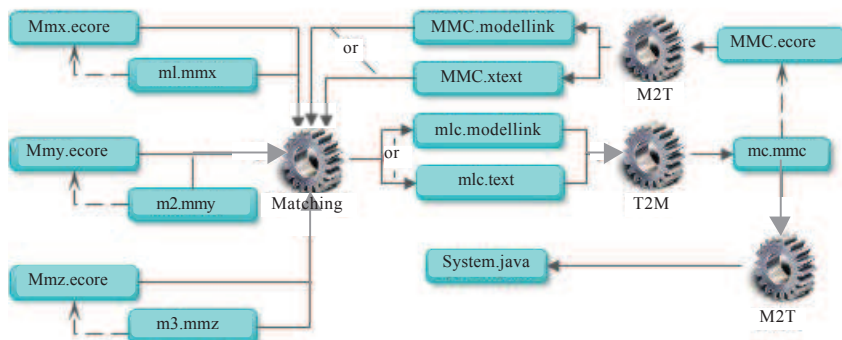 Mmx.ecore
ml.mmx
or
MMC.modellink
MMC.xtext
M2T
MMC.ecore
Mmy.ecore
m2.mmy
Matching
or
mlc.modellink
mlc.text
T2M
mc.mmc
Mmz.ecore
m3.mmz
System.java
M2T